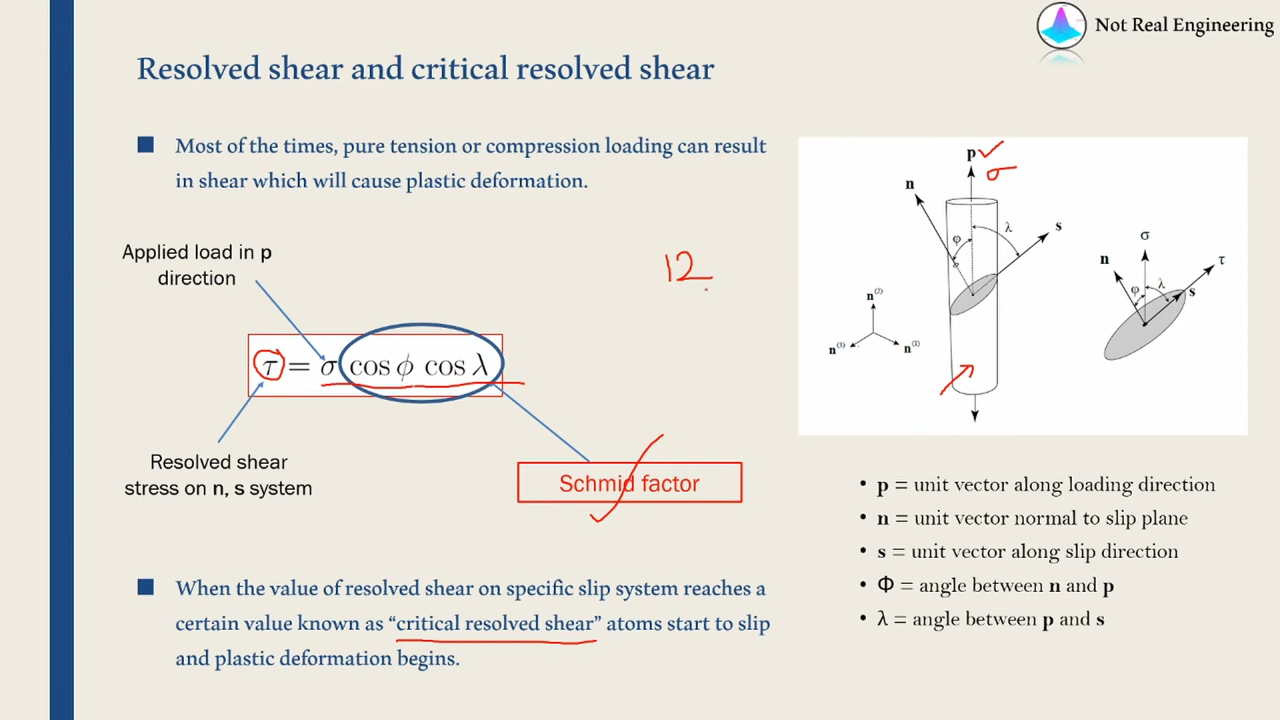 Not Real Engineering
Resolved shear and critical resolved shear
Most of the times, pure tension or compression loading can result
in shear which will cause plastic deformation.
Applied load in p
direction
12
τ = σ cos ϕ cos λ
Resolved shear
stress on n, s system
Schmid factor
When the value of resolved shear on specific slip system reaches a
certain value known as “critical resolved shear” atoms start to slip
and plastic deformation begins.
p
σ
n
φ
λ
s
n(2)
n(3)
n(1)
σ
n
τ
φ
λ
s
• p = unit vector along loading direction
• n = unit vector normal to slip plane
• s = unit vector along slip direction
• Φ = angle between n and p
• λ = angle between p and s